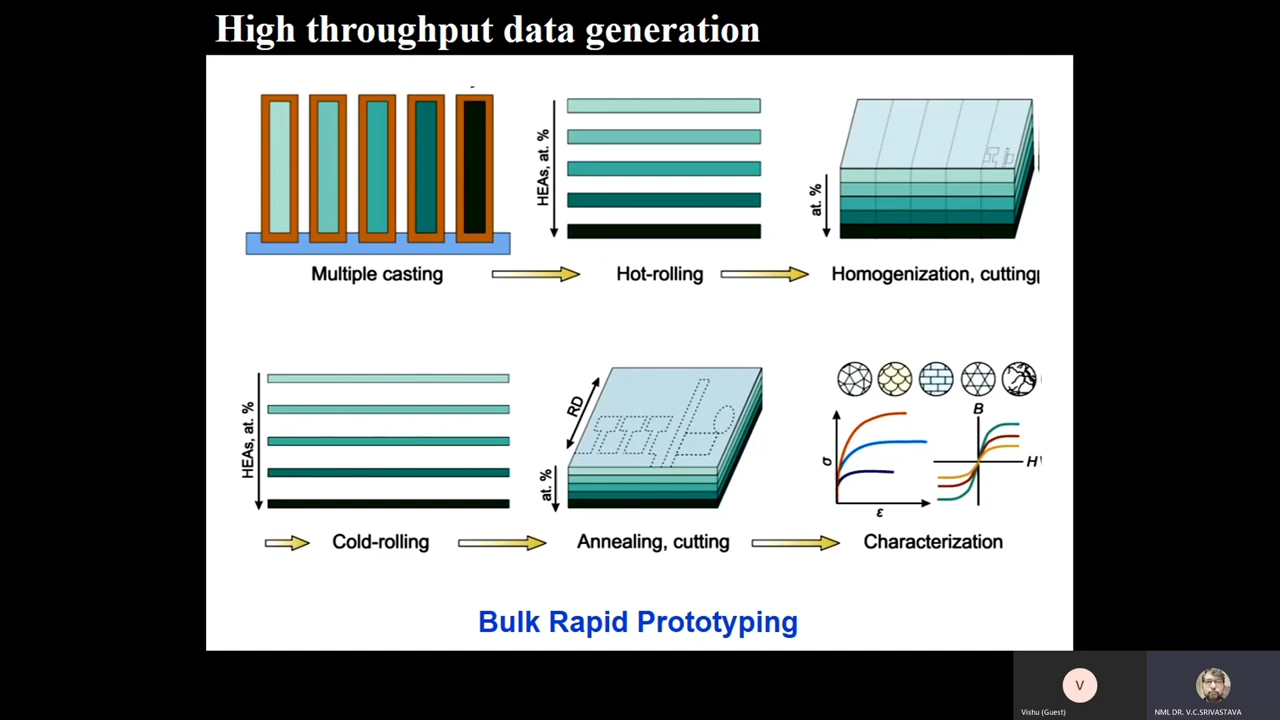 High throughput data generation
HEAs, at. %
at. %
Multiple casting
Hot-rolling
Homogenization, cutting
HEAs, at. %
RD
at. %
σ
ε
B
H
Cold-rolling
Annealing, cutting
Characterization
Bulk Rapid Prototyping
V
Vishu (Guest)
NML DR. V.C.SRIVASTAVA